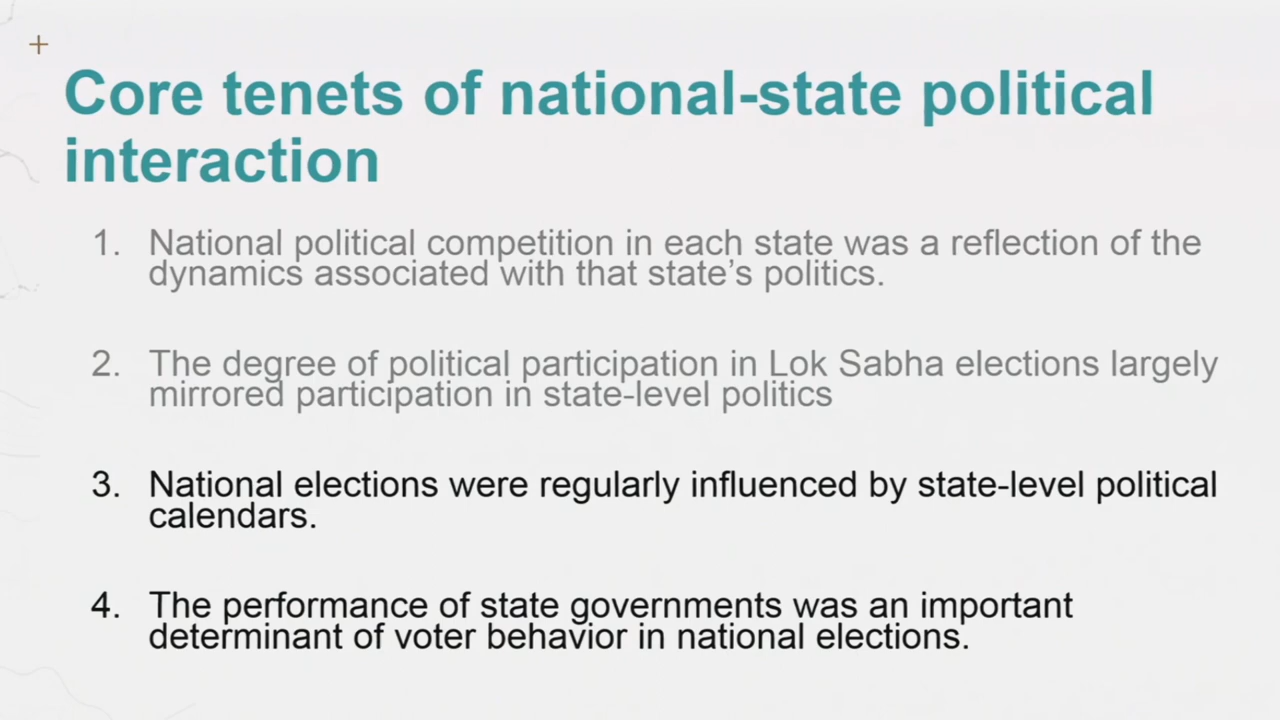 Core tenets of national-state political
interaction
1. National political competition in each state was a reflection of the
dynamics associated with that state’s politics.
2. The degree of political participation in Lok Sabha elections largely
mirrored participation in state-level politics
3. National elections were regularly influenced by state-level political
calendars.
4. The performance of state governments was an important
determinant of voter behavior in national elections.